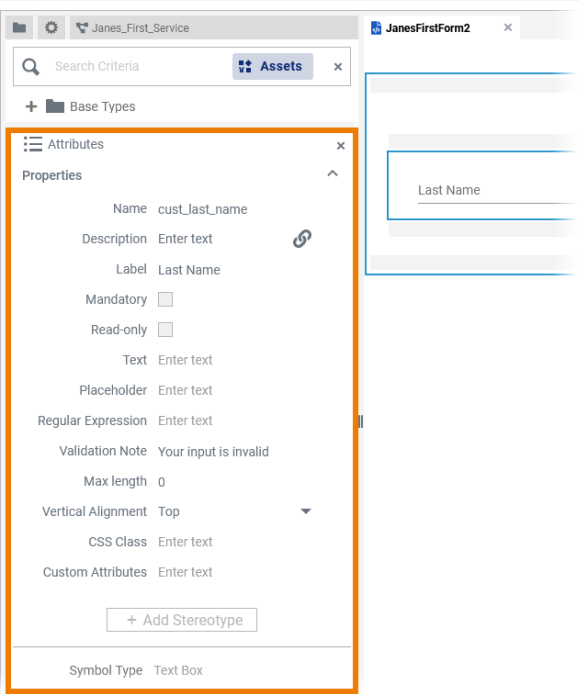 Janes_First_Service
JanesFirstForm2 ×
Search Criteria Assets ×
+ Base Types
Attributes ×
Properties
Name cust_last_name
Description Enter text
Label Last Name
Mandatory
Read-only
Text Enter text
Placeholder Enter text
Regular Expression Enter text
Validation Note Your input is invalid
Max length 0
Vertical Alignment Top
CSS Class Enter text
Custom Attributes Enter text
+ Add Stereotype
Symbol Type Text Box
Last Name